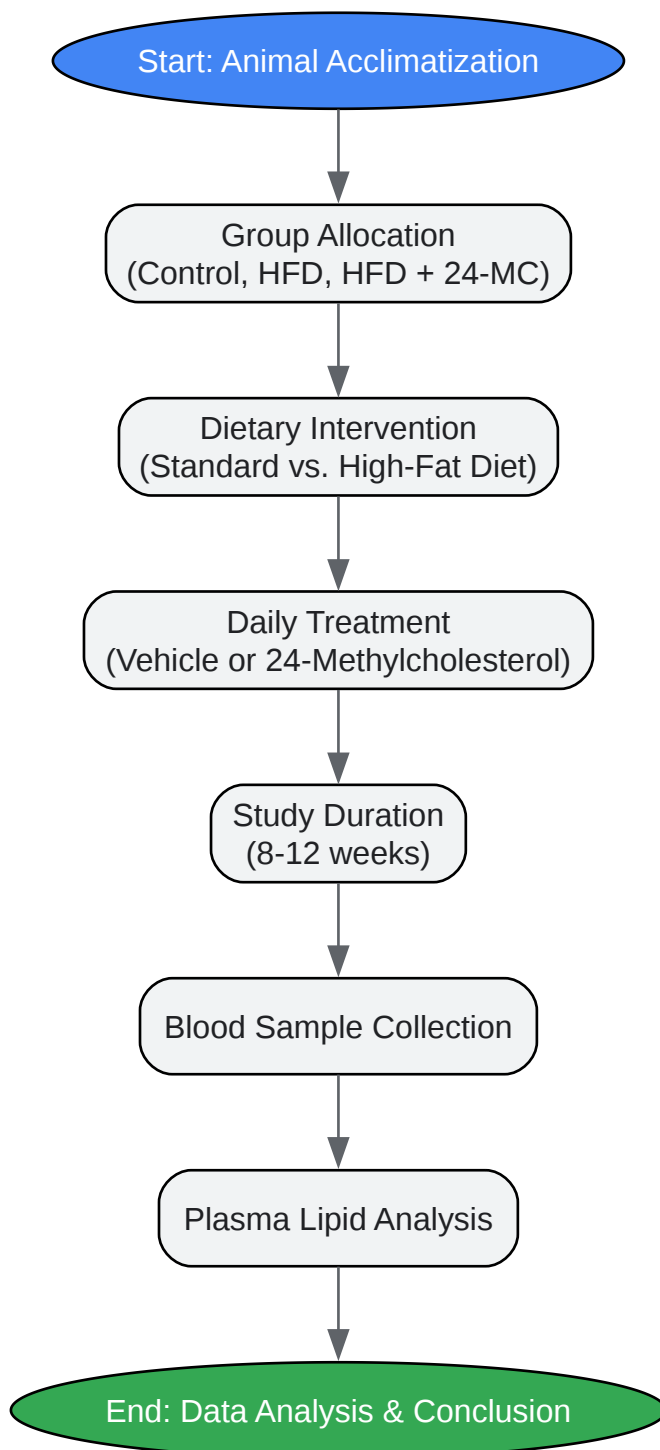 Start: Animal Acclimatization
Group Allocation
(Control, HFD, HFD + 24-MC)
Dietary Intervention
(Standard vs. High-Fat Diet)
Daily Treatment
(Vehicle or 24-Methylcholesterol)
Study Duration
(8-12 weeks)
Blood Sample Collection
Plasma Lipid Analysis
End: Data Analysis & Conclusion